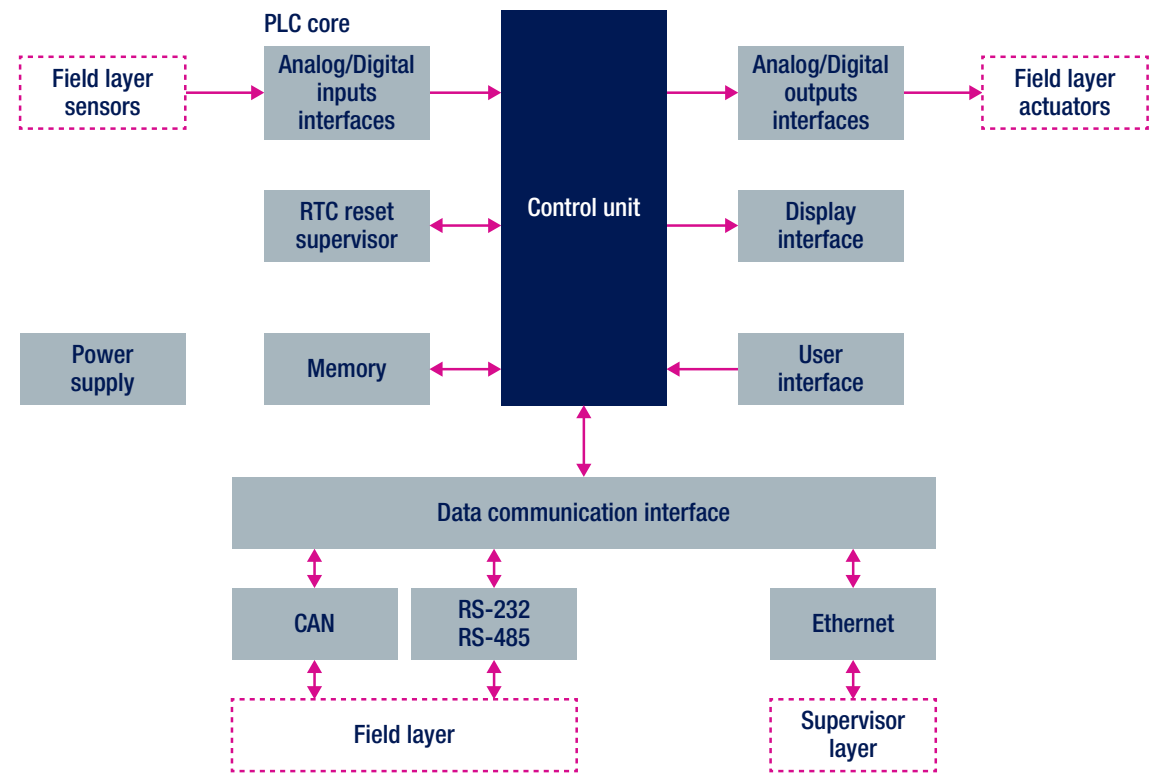 PLC core
Field layer
sensors
Analog/Digital
inputs
interfaces
Control unit
Analog/Digital
outputs
interfaces
Field layer
actuators
RTC reset
supervisor
Display
interface
Power
supply
Memory
User
interface
Data communication interface
CAN
RS-232
RS-485
Ethernet
Field layer
Supervisor
layer